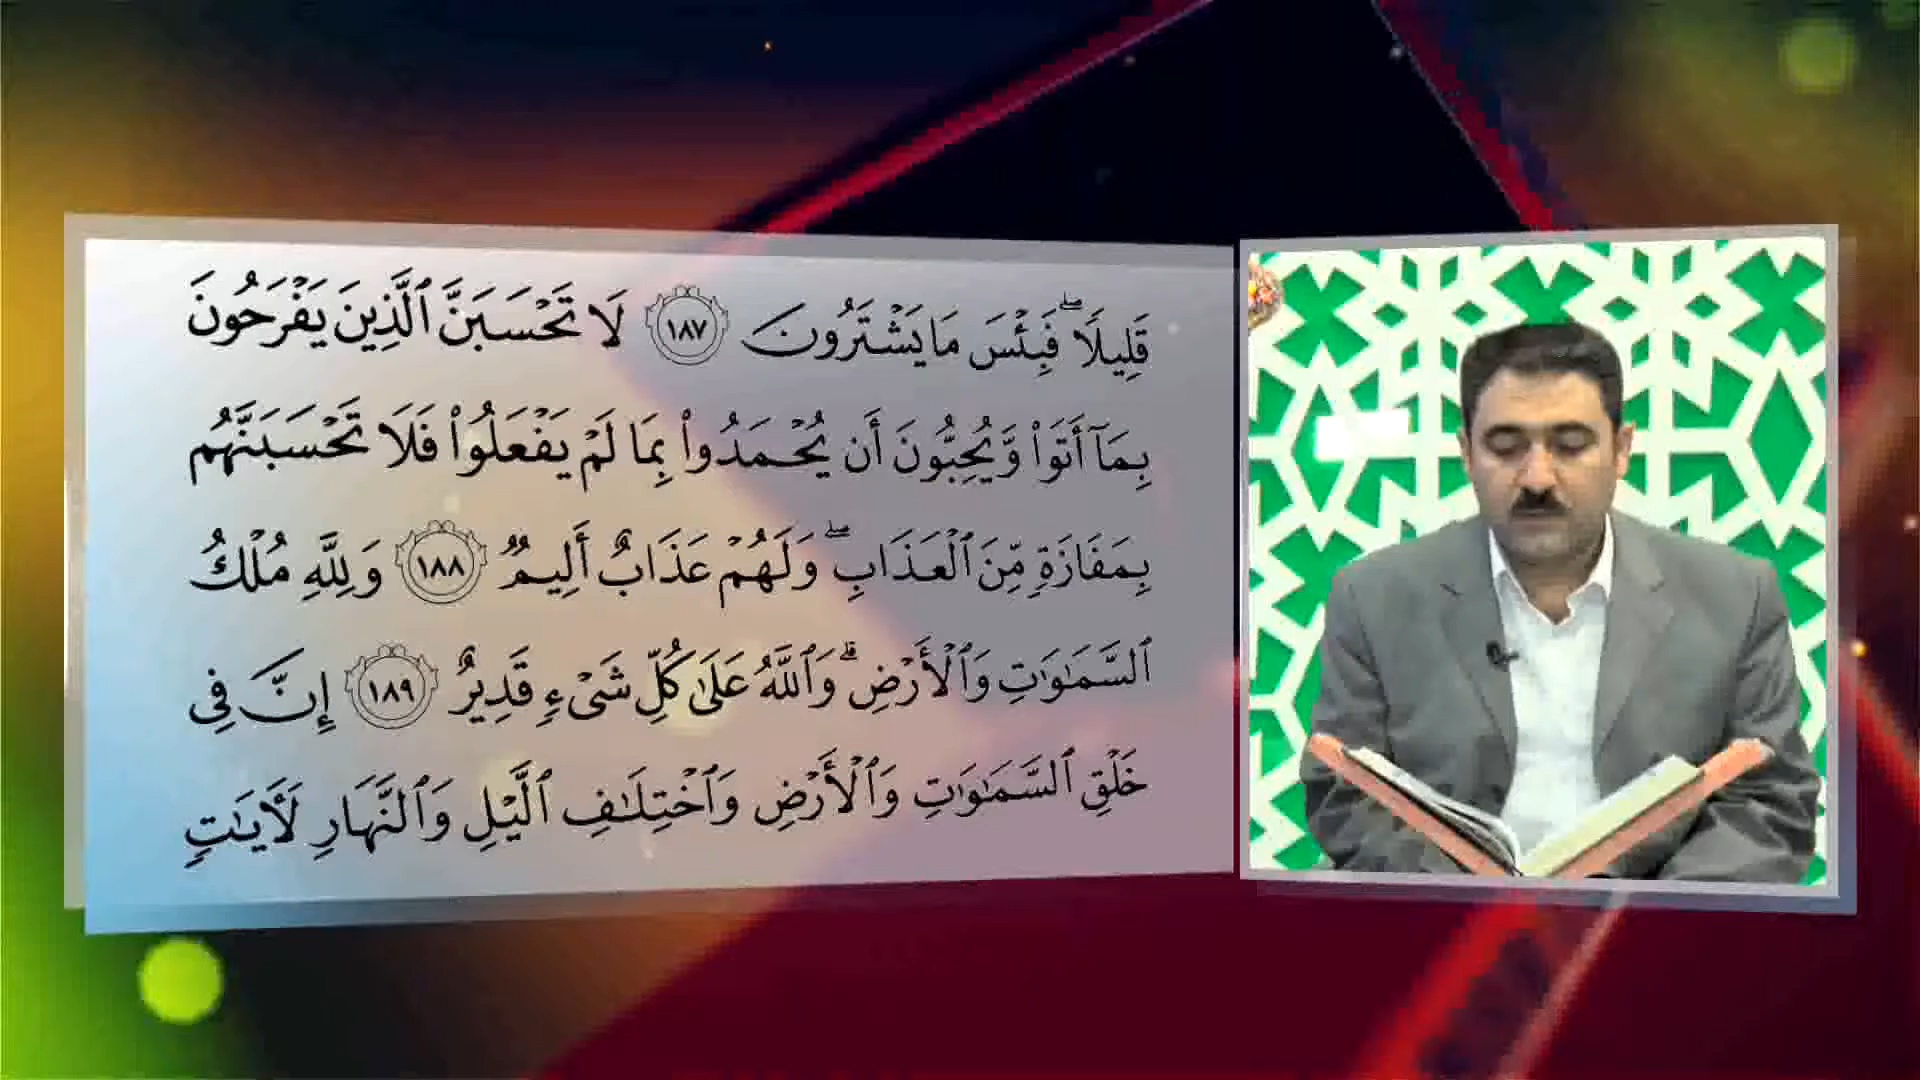 قَلِيلًا ۖ فَبِئْسَ مَا يَشْتَرُونَ ١٨٧ لَا تَحْسَبَنَّ ٱلَّذِينَ يَفْرَحُونَ
بِمَآ أَتَوا۟ وَّيُحِبُّونَ أَن يُحْمَدُوا۟ بِمَا لَمْ يَفْعَلُوا۟ فَلَا تَحْسَبَنَّهُم
بِمَفَازَةٍ مِّنَ ٱلْعَذَابِ ۖ وَلَهُمْ عَذَابٌ أَلِيمٌ ١٨٨ وَلِلَّهِ مُلْكُ
ٱلسَّمَـٰوَٰتِ وَٱلْأَرْضِ ۗ وَٱللَّهُ عَلَىٰ كُلِّ شَىْءٍ قَدِيرٌ ١٨٩ إِنَّ فِى
خَلْقِ ٱلسَّمَـٰوَٰتِ وَٱلْأَرْضِ وَٱخْتِلَـٰفِ ٱلَّيْلِ وَٱلنَّهَارِ لَـَٔايَـٰتٍ